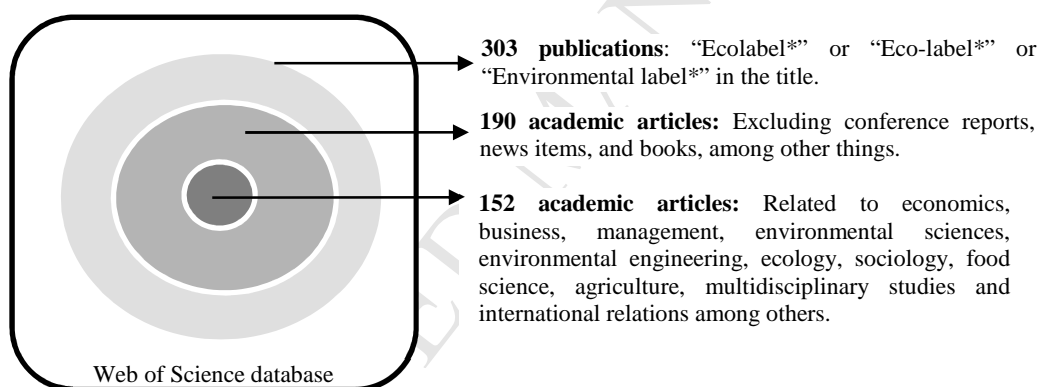 303 publications: “Ecolabel*” or “Eco-label*” or
“Environmental label*” in the title.
190 academic articles: Excluding conference reports,
news items, and books, among other things.
152 academic articles: Related to economics,
business, management, environmental sciences,
environmental engineering, ecology, sociology, food
science, agriculture, multidisciplinary studies and
international relations among others.
Web of Science database